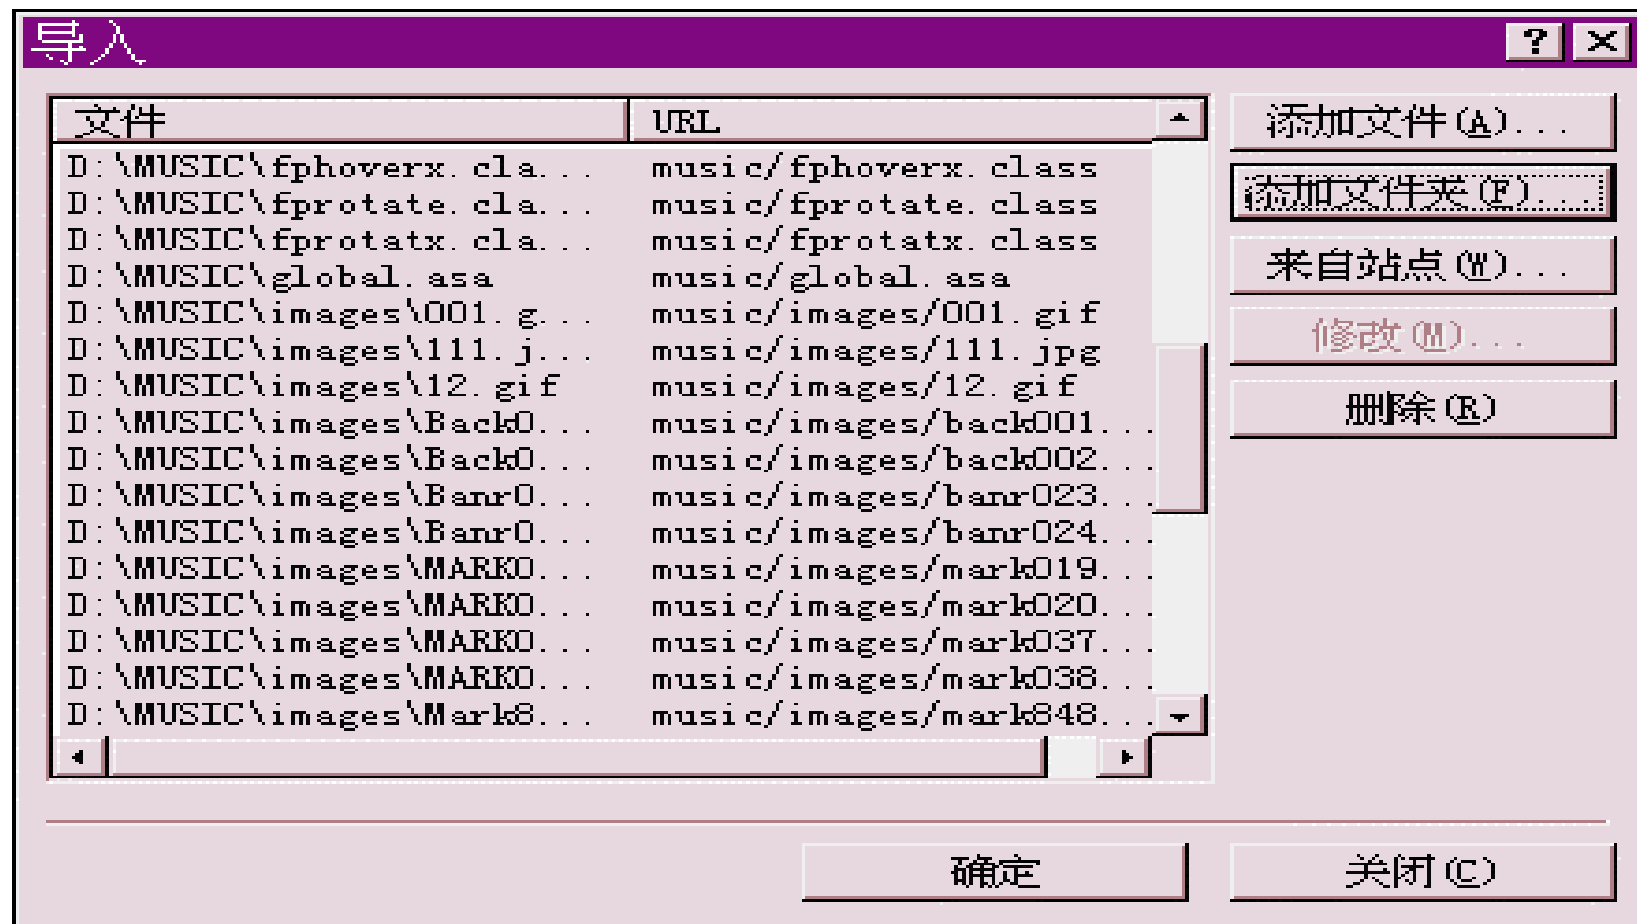 导入
文件 URL
D:\MUSIC\fphoverx.cla... music/fphoverx.class
D:\MUSIC\fprotate.cla... music/fprotate.class
D:\MUSIC\fprotatx.cla... music/fprotatx.class
D:\MUSIC\global.asa music/global.asa
D:\MUSIC\images\001.g... music/images/001.gif
D:\MUSIC\images\111.j... music/images/111.jpg
D:\MUSIC\images\12.gif music/images/12.gif
D:\MUSIC\images\Back0... music/images/back001...
D:\MUSIC\images\Back0... music/images/back002...
D:\MUSIC\images\Banr0... music/images/banr023...
D:\MUSIC\images\Banr0... music/images/banr024...
D:\MUSIC\images\MARK0... music/images/mark019...
D:\MUSIC\images\MARK0... music/images/mark020...
D:\MUSIC\images\MARK0... music/images/mark037...
D:\MUSIC\images\MARK0... music/images/mark038...
D:\MUSIC\images\Mark8... music/images/mark848...
添加文件(A)...
添加文件夹(F)...
来自站点(W)...
修改(M)...
删除(R)
确定
关闭(C)